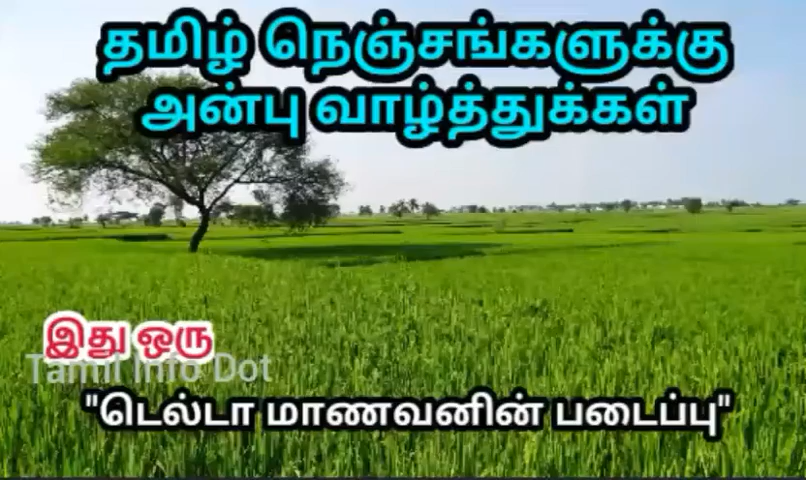 தமிழ் நெஞ்சங்களுக்கு
அன்பு வாழ்த்துக்கள்
இது ஒரு
Tamil Info Dot
"டெல்டா மாணவனின் படைப்பு"